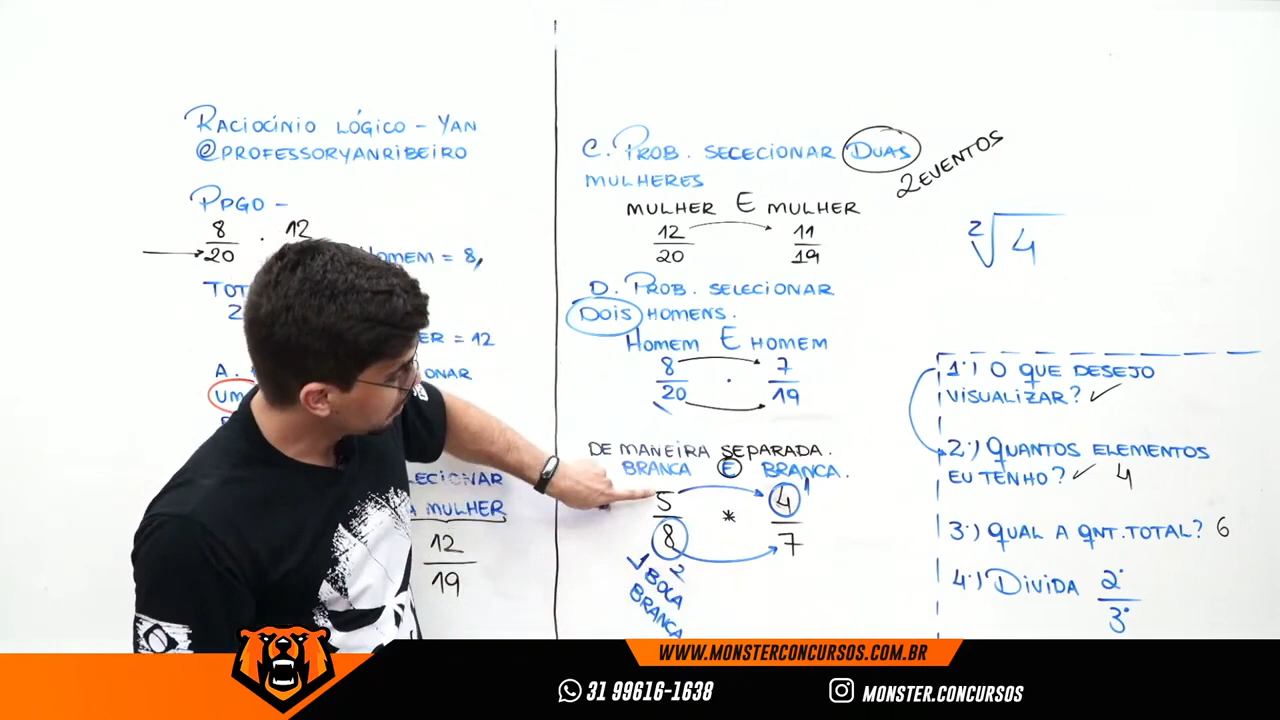 RACIOCÍNIO LÓGICO - YAN
@PROFESSORYANRIBEIRO
PPGO -
8/20 . 12
HOMEM = 8,
= 12
A.
UM
MULHER
12/19
C. PROB. SECECIONAR DUAS
MULHERES
2 EVENTOS
MULHER E MULHER
12/20 11/19
D. PROB. SELECIONAR
DOIS HOMENS.
HOMEM E HOMEM
8/20 . 7/19
DE MANEIRA SEPARADA.
BRANCA E BRANCA.
5/8 * 4/7
1
2
1 BOLA
BRANCA
2√4
1º) O QUE DESEJO
VISUALIZAR? ✓
2º) QUANTOS ELEMENTOS
EU TENHO? ✓ 4
3º) QUAL A QNT. TOTAL? 6
4º) DIVIDA 2º/3º
WWW.MONSTERCONCURSOS.COM.BR
31 99616-1638
MONSTER.CONCURSOS